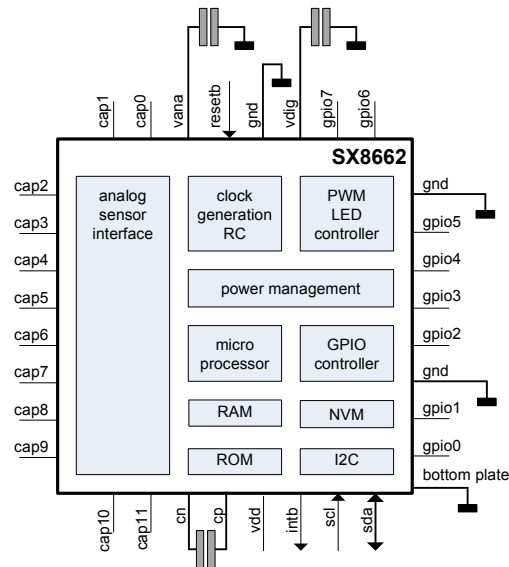 cap1
cap0
vana
resetb
gnd
vdig
gpio7
gpio6
SX8662
cap2
cap3
cap4
cap5
cap6
cap7
cap8
cap9
analog
sensor
interface
clock
generation
RC
PWM
LED
controller
power management
micro
processor
GPIO
controller
RAM
NVM
ROM
I2C
gnd
gpio5
gpio4
gpio3
gpio2
gnd
gpio1
gpio0
bottom plate
cap10
cap11
cn
cp
vdd
intb
scl
sda